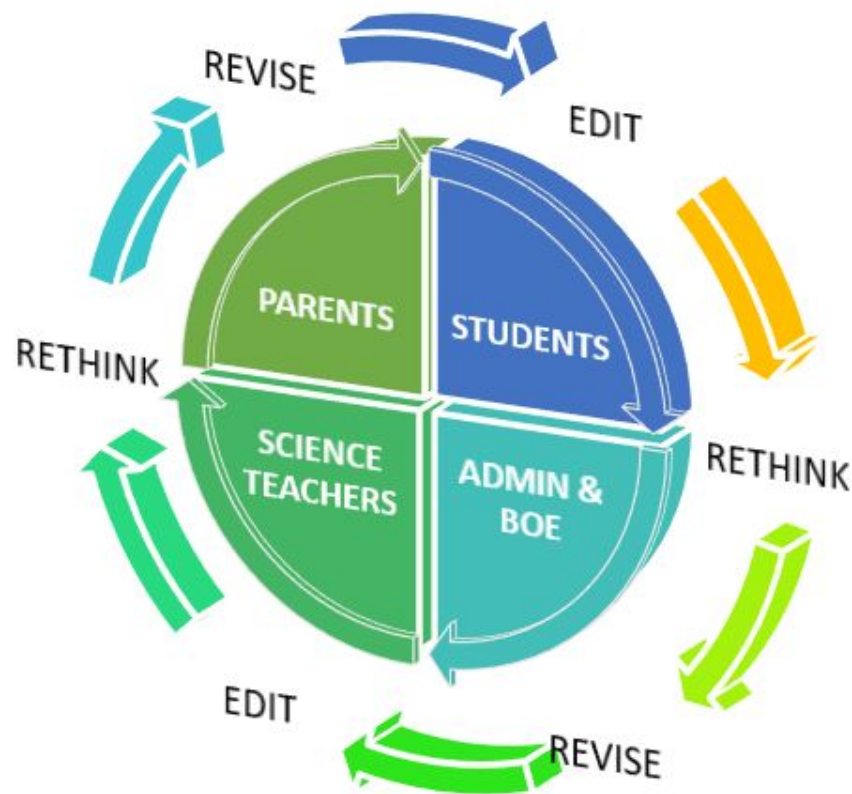 REVISE
EDIT
PARENTS
STUDENTS
RETHINK
SCIENCE
TEACHERS
ADMIN &
BOE
RETHINK
EDIT
REVISE